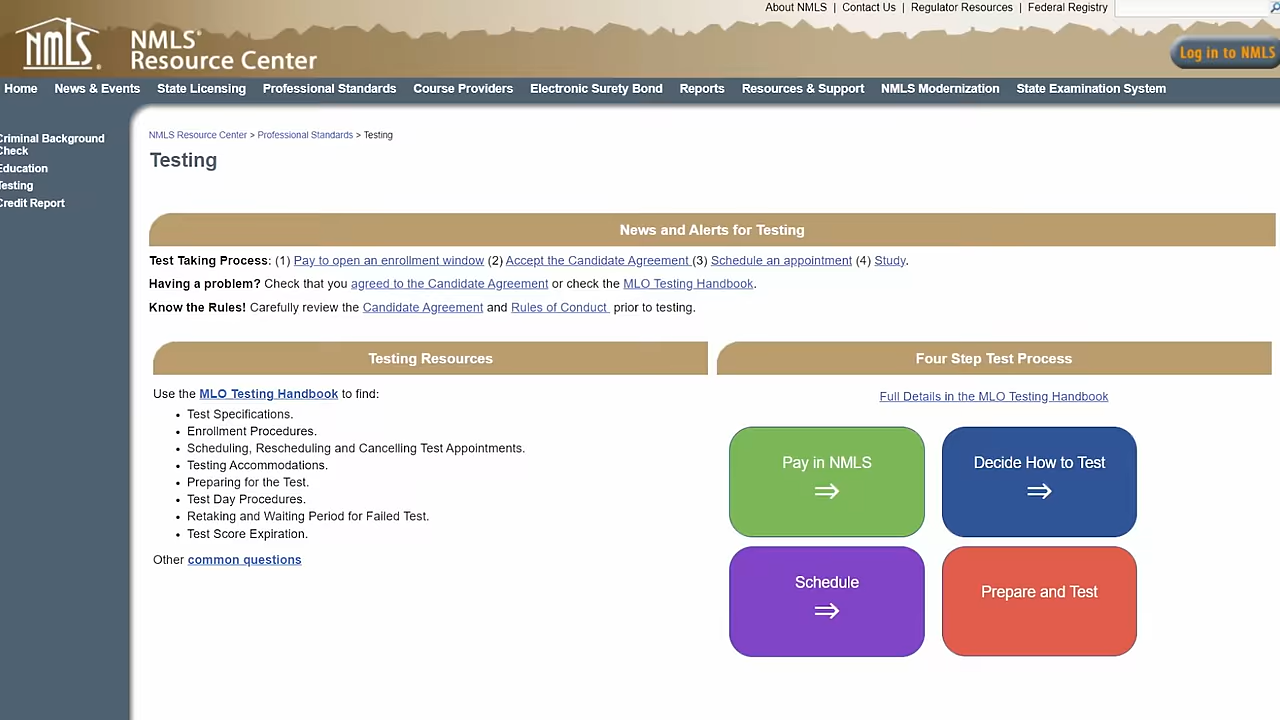 About NMLS | Contact Us | Regulator Resources | Federal Registry
NMLS
NMLS®
Resource Center
Log in to NMLS
Home News & Events State Licensing Professional Standards Course Providers Electronic Surety Bond Reports Resources & Support NMLS Modernization State Examination System
Criminal Background
Check
Education
Testing
Credit Report
NMLS Resource Center > Professional Standards > Testing
Testing
News and Alerts for Testing
Test Taking Process: (1) Pay to open an enrollment window (2) Accept the Candidate Agreement (3) Schedule an appointment (4) Study.
Having a problem? Check that you agreed to the Candidate Agreement or check the MLO Testing Handbook.
Know the Rules! Carefully review the Candidate Agreement and Rules of Conduct prior to testing.
Testing Resources
Use the MLO Testing Handbook to find:
• Test Specifications.
• Enrollment Procedures.
• Scheduling, Rescheduling and Cancelling Test Appointments.
• Testing Accommodations.
• Preparing for the Test.
• Test Day Procedures.
• Retaking and Waiting Period for Failed Test.
• Test Score Expiration.
Other common questions
Four Step Test Process
Full Details in the MLO Testing Handbook
Pay in NMLS
⇒
Decide How to Test
⇒
Schedule
⇒
Prepare and Test